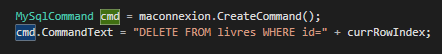 MySqlCommand cmd = maconnexion.CreateCommand();
cmd.CommandText = "DELETE FROM livres WHERE id=" + currRowIndex;